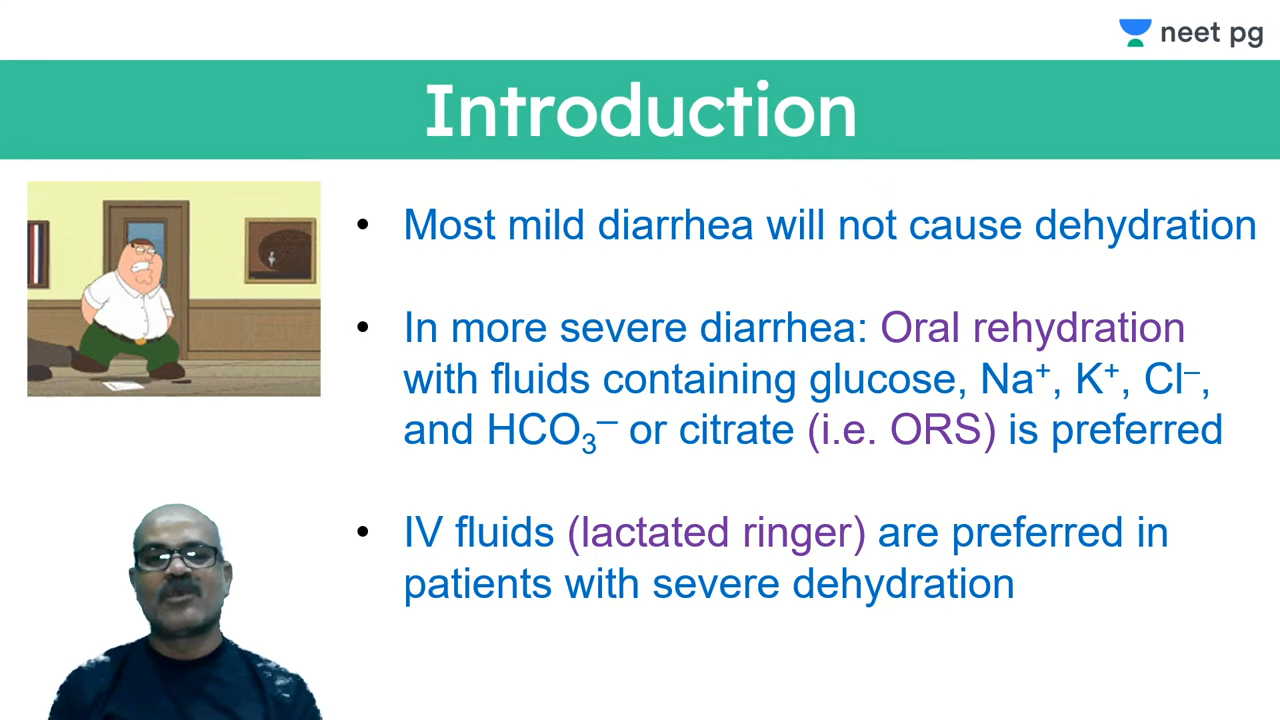 neet pg
Introduction
• Most mild diarrhea will not cause dehydration
• In more severe diarrhea: Oral rehydration
with fluids containing glucose, Na⁺, K⁺, Cl⁻,
and HCO₃⁻ or citrate (i.e. ORS) is preferred
• IV fluids (lactated ringer) are preferred in
patients with severe dehydration